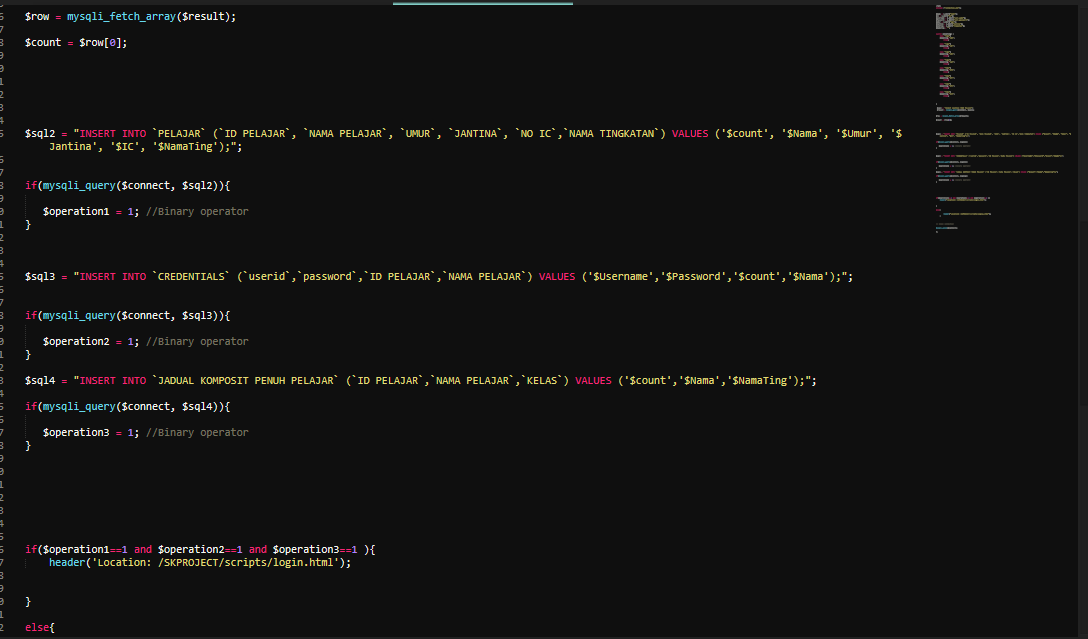 $row = mysqli_fetch_array($result);
$count = $row[0];
$sql2 = "INSERT INTO `PELAJAR` (`ID PELAJAR`, `NAMA PELAJAR`, `UMUR`, `JANTINA`, `NO IC`,`NAMA TINGKATAN`) VALUES ('$count', '$Nama', '$Umur', '$
Jantina', '$IC', '$NamaTing');";
if(mysqli_query($connect, $sql2)){
$operation1 = 1; //Binary operator
}
$sql3 = "INSERT INTO `CREDENTIALS` (`userid`,`password`,`ID PELAJAR`,`NAMA PELAJAR`) VALUES ('$Username','$Password','$count','$Nama');";
if(mysqli_query($connect, $sql3)){
$operation2 = 1; //Binary operator
}
$sql4 = "INSERT INTO `JADUAL KOMPOSIT PENUH PELAJAR` (`ID PELAJAR`,`NAMA PELAJAR`,`KELAS`) VALUES ('$count','$Nama','$NamaTing');";
if(mysqli_query($connect, $sql4)){
$operation3 = 1; //Binary operator
}
if($operation1==1 and $operation2==1 and $operation3==1 ){
header('Location: /SKPROJECT/scripts/login.html');
}
else{